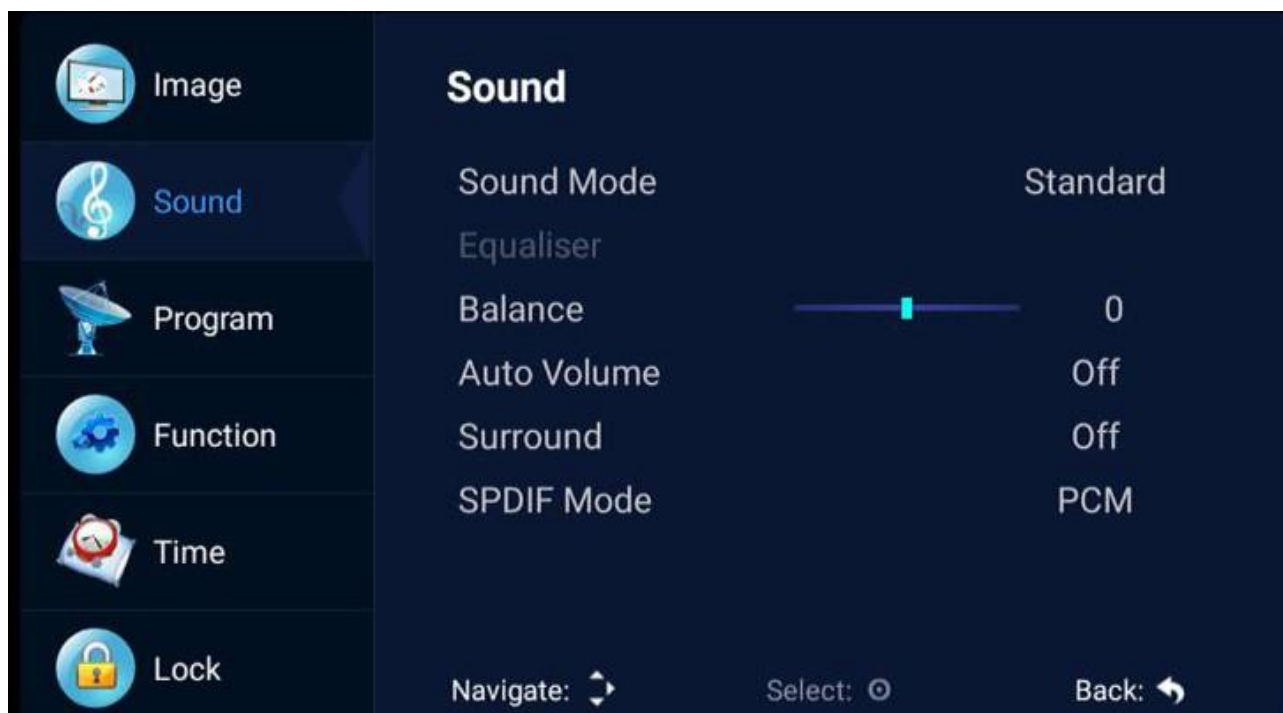 Image
Sound
Program
Function
Time
Lock
Sound
Sound Mode Standard
Equaliser
Balance 0
Auto Volume Off
Surround Off
SPDIF Mode PCM
Navigate: Select: Back: